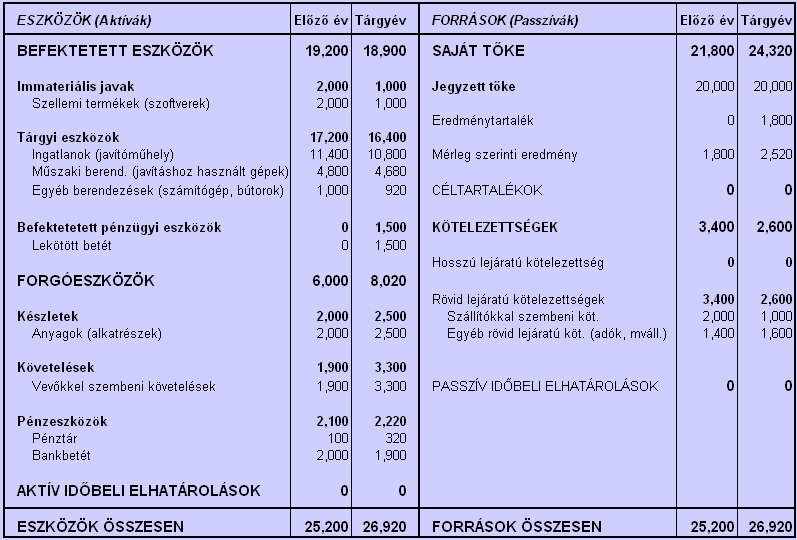 ESZKÖZÖK (Aktívák) Előző év Tárgyév
BEFEKTETETT ESZKÖZÖK 19,200 18,900
Immateriális javak 2,000 1,000
Szellemi termékek (szoftverek) 2,000 1,000
Tárgyi eszközök 17,200 16,400
Ingatlanok (javítóműhely) 11,400 10,800
Műszaki berend. (javításhoz használt gépek) 4,800 4,680
Egyéb berendezések (számítógép, bútorok) 1,000 920
Befektetetett pénzügyi eszközök 0 1,500
Lekötött betét 0 1,500
FORGÓESZKÖZÖK 6,000 8,020
Készletek 2,000 2,500
Anyagok (alkatrészek) 2,000 2,500
Követelések 1,900 3,300
Vevőkkel szembeni követelések 1,900 3,300
Pénzeszközök 2,100 2,220
Pénztár 100 320
Bankbetét 2,000 1,900
AKTÍV IDŐBELI ELHATÁROLÁSOK 0 0
ESZKÖZÖK ÖSSZESEN 25,200 26,920
FORRÁSOK (Passzívák) Előző év Tárgyév
SAJÁT TŐKE 21,800 24,320
Jegyzett tőke 20,000 20,000
Eredménytartalék 0 1,800
Mérleg szerinti eredmény 1,800 2,520
CÉLTARTALÉKOK 0 0
KÖTELEZETTSÉGEK 3,400 2,600
Hosszú lejáratú kötelezettség 0 0
Rövid lejáratú kötelezettségek 3,400 2,600
Szállítókkal szembeni köt. 2,000 1,000
Egyéb rövid lejáratú köt. (adók, mváll.) 1,400 1,600
PASSZÍV IDŐBELI ELHATÁROLÁSOK 0 0
FORRÁSOK ÖSSZESEN 25,200 26,920